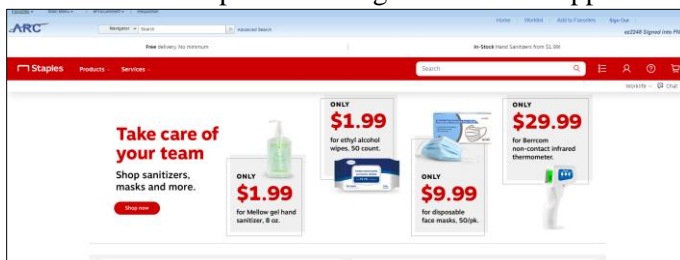 ARC
Navigator
Search
Advanced Search
Home
Worklist
Add to Favorites
Sign Out
Free delivery No minimum
In-Stock Hand Sanitizers from $1.99
Staples
Products
Services
Search
Worklife
Chat
Take care of
your team
Shop sanitizers,
masks and more.
Shop now
ONLY
$1.99
for Mellow gel hand
sanitizer, 8 oz.
ONLY
$1.99
for ethyl alcohol
wipes, 50 count.
ONLY
$9.99
for disposable
face masks, 50/pk.
ONLY
$29.99
for Berrcom
non-contact infrared
thermometer.